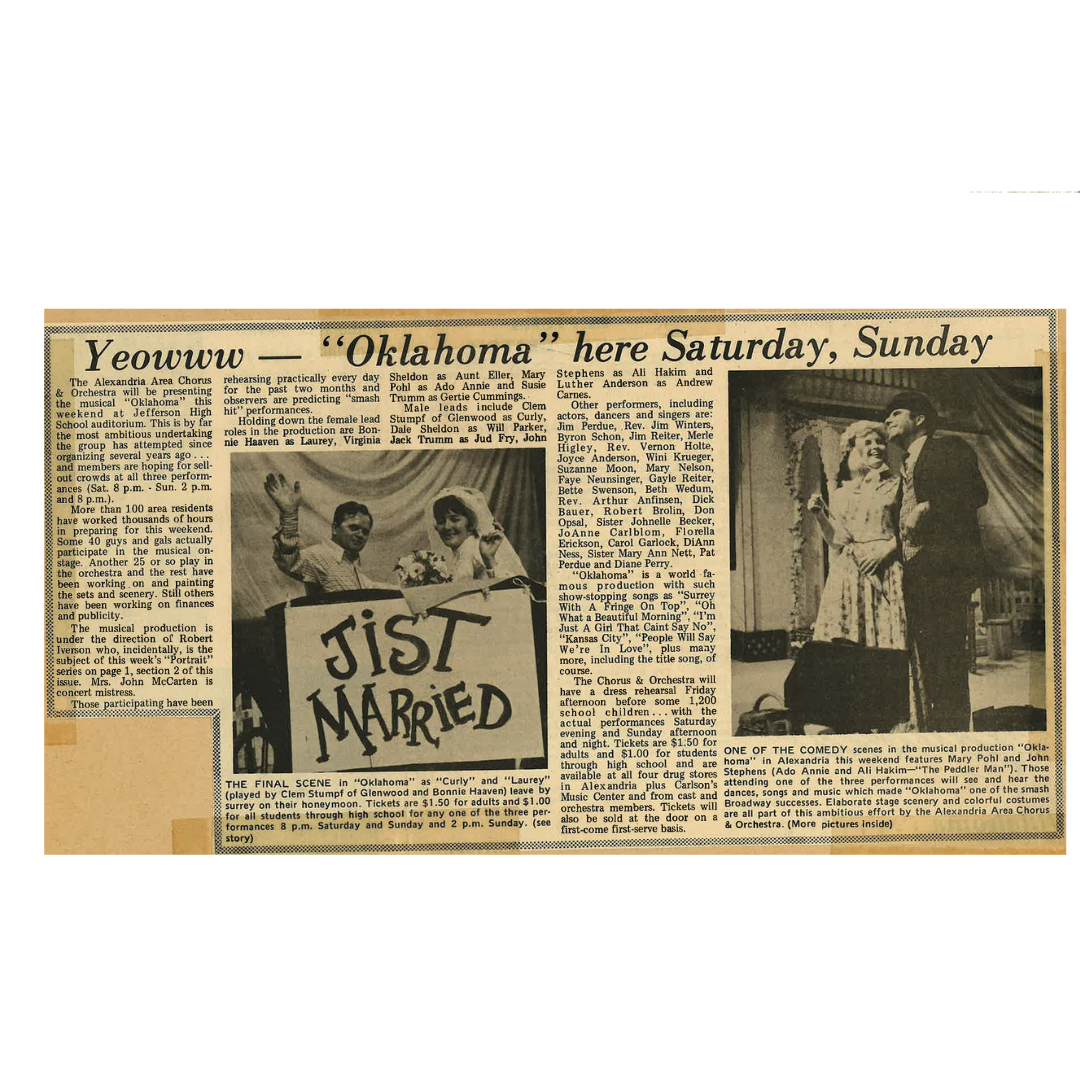 Yeowww — "Oklahoma" here Saturday, Sunday
The Alexandria Area Chorus
& Orchestra will be presenting
the musical "Oklahoma" this
weekend at Jefferson High
School auditorium. This is by far
the most ambitious undertaking
the group has attempted since
organizing several years ago . . .
and members are hoping for sell-
out crowds at all three perform-
ances (Sat. 8 p.m. - Sun. 2 p.m.
and 8 p.m.).
More than 100 area residents
have worked thousands of hours
in preparing for this weekend.
Some 40 guys and gals actually
participate in the musical on-
stage. Another 25 or so play in
the orchestra and the rest have
been working on and painting
the sets and scenery. Still others
have been working on finances
and publicity.
The musical production is
under the direction of Robert
Iverson who, incidentally, is the
subject of this week's "Portrait"
series on page 1, section 2 of this
issue. Mrs. John McCarten is
concert mistress.
Those participating have been
rehearsing practically every day
for the past two months and
observers are predicting "smash
hit" performances.
Holding down the female lead
roles in the production are Bon-
nie Haaven as Laurey, Virginia
Sheldon as Aunt Eller, Mary
Pohl as Ado Annie and Susie
Trumm as Gertie Cummings.
Male leads include Clem
Stumpf of Glenwood as Curly,
Dale Sheldon as Will Parker,
Jack Trumm as Jud Fry, John
JiST
MARRiED
THE FINAL SCENE in "Oklahoma" as "Curly" and "Laurey"
(played by Clem Stumpf of Glenwood and Bonnie Haaven) leave by
surrey on their honeymoon. Tickets are $1.50 for adults and $1.00
for all students through high school for any one of the three per-
formances 8 p.m. Saturday and Sunday and 2 p.m. Sunday. (see
story)
Stephens as Ali Hakim and
Luther Anderson as Andrew
Carnes.
Other performers, including
actors, dancers and singers are:
Jim Perdue, Rev. Jim Winters,
Byron Schon, Jim Reiter, Merle
Higley, Rev. Vernon Holte,
Joyce Anderson, Wini Krueger,
Suzanne Moon, Mary Nelson,
Faye Neunsinger, Gayle Reiter,
Bette Swenson, Beth Wedum,
Rev. Arthur Anfinsen, Dick
Bauer, Robert Brolin, Don
Opsal, Sister Johnelle Becker,
JoAnne Carlblom, Florella
Erickson, Carol Garlock, DiAnn
Ness, Sister Mary Ann Nett, Pat
Perdue and Diane Perry.
"Oklahoma" is a world fa-
mous production with such
show-stopping songs as "Surrey
With A Fringe On Top", "Oh
What a Beautiful Morning", "I'm
Just A Girl That Caint Say No",
"Kansas City", "People Will Say
We're In Love", plus many
more, including the title song, of
course.
The Chorus & Orchestra will
have a dress rehearsal Friday
afternoon before some 1,200
school children . . . with the
actual performances Saturday
evening and Sunday afternoon
and night. Tickets are $1:50 for
adults and $1.00 for students
through high school and are
available at all four drug stores
in Alexandria plus Carlson's
Music Center and from cast and
orchestra members. Tickets will
also be sold at the door on a
first-come first-serve basis.
ONE OF THE COMEDY scenes in the musical production "Okla-
homa" in Alexandria this weekend features Mary Pohl and John
Stephens (Ado Annie and Ali Hakim—"The Peddler Man"). Those
attending one of the three performances will see and hear the
dances, songs and music which made "Oklahoma" one of the smash
Broadway successes. Elaborate stage scenery and colorful costumes
are all part of this ambitious effort by the Alexandria Area Chorus
& Orchestra. (More pictures inside)